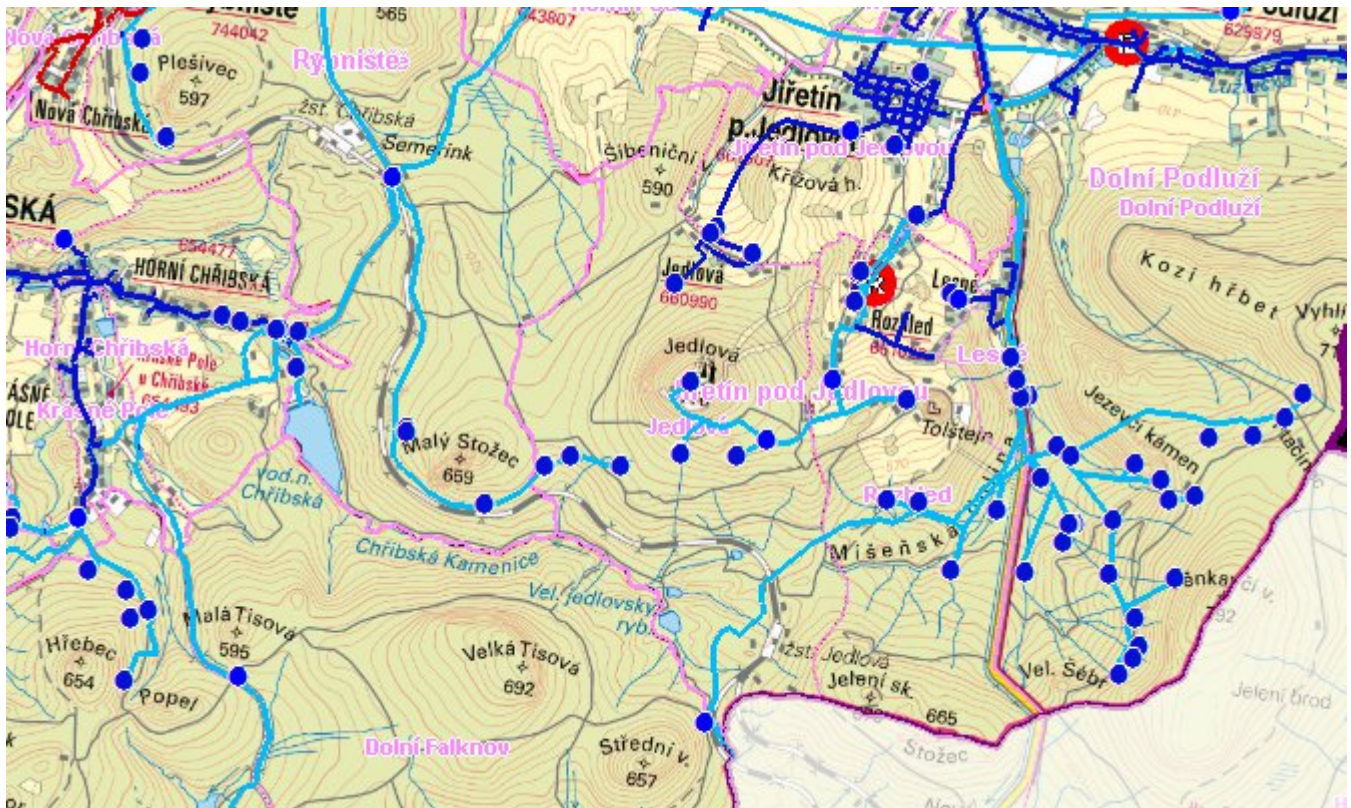 744042
565
643807
629879
Nová Chřibská
Plešivec
597
Rybniště
Nová Chřibská
žst. Chřibská
Semerink
Jiřetín
p. Jedlovou
Jiřetín pod Jedlovou
Šibeniční v.
590
Křížová h.
Dolní Podluží
Dolní Podluží
SKÁ
654477
HORNÍ CHŘIBSKÁ
Jedlová
660990
Kozí hřbet
Lesné
Rozhled
Horní Chřibská
Krásné Pole
u Chřibské
Krásné Pole
Jedlová
Lesné
Jiřetín pod Jedlovou
Jedlová
Tolštejn
Jezevčí kámen
Malý Stožec
659
vod. n.
Chřibská
Rozhled
Míšeňská
Chřibská Kamenice
Vel. jedlovský
ryb.
Malá Tisová
595
Velká Tisová
692
Hřebec
654
Popel
žst. Jedlová
Jelení sk.
665
Vel. Šébr
Jelení brod
Dolní Falknov
Střední v.
657
Stožec